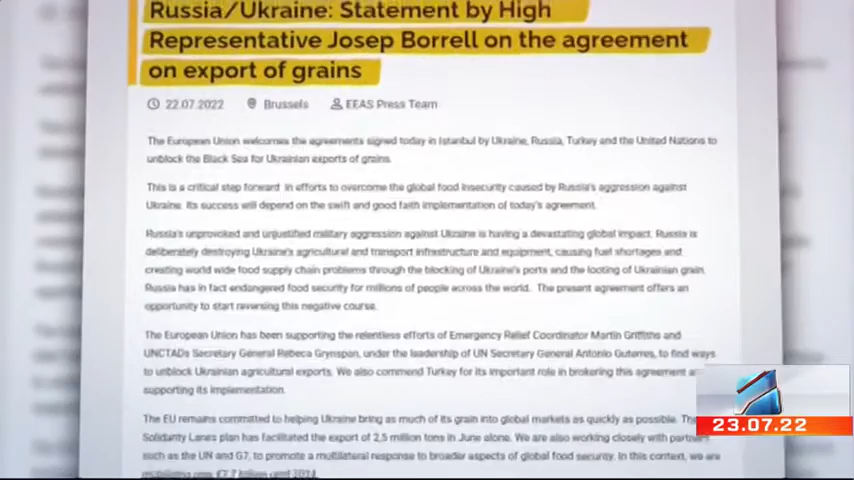 Russia/Ukraine: Statement by High
Representative Josep Borrell on the agreement
on export of grains
22.07.2022 Brussels EEAS Press Team
The European Union welcomes the agreements signed today in Istanbul by Ukraine, Russia, Turkey and the United Nations to
unblock the Black Sea for Ukrainian exports of grains.
This is a critical step forward in efforts to overcome the global food insecurity caused by Russia's aggression against
Ukraine. Its success will depend on the swift and good faith implementation of today's agreement.
Russia's unprovoked and unjustified military aggression against Ukraine is having a devastating global impact. Russia is
deliberately destroying Ukraine's agricultural and transport infrastructure and equipment, causing fuel shortages and
creating world wide food supply chain problems through the blocking of Ukraine's ports and the looting of Ukrainian grain.
Russia has in fact endangered food security for millions of people across the world. The present agreement offers an
opportunity to start reversing this negative course.
The European Union has been supporting the relentless efforts of Emergency Relief Coordinator Martin Griffiths and
UNCTADs Secretary General Rebeca Grynspan, under the leadership of UN Secretary General Antonio Guterres, to find ways
to unblock Ukrainian agricultural exports. We also commend Turkey for its important role in brokering this agreement
supporting its implementation.
The EU remains committed to helping Ukraine bring as much of its grain into global markets as quickly as possible.
Solidarity Lanes plan has facilitated the export of 2,5 million tons in June alone. We are also working closely with
such as the UN and G7, to promote a multilateral response to broader aspects of global food security. In this context, we are
23.07.22